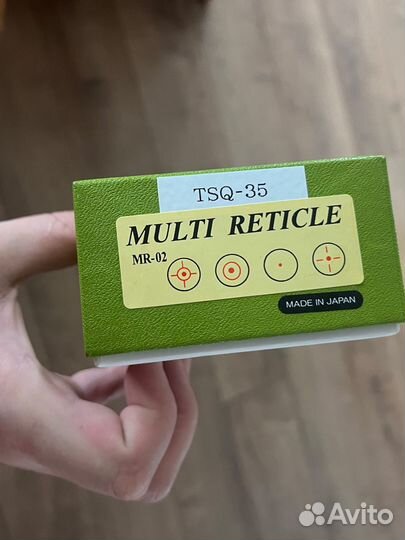 TSQ-35
MULTI RETICLE
MR-02
MADE IN JAPAN
Avito